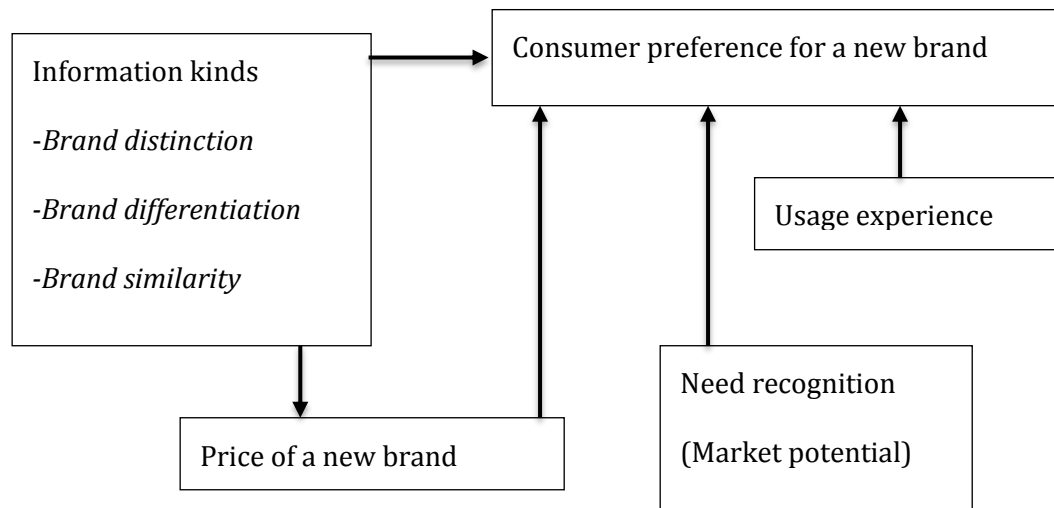 Consumer preference for a new brand
Information kinds
-Brand distinction
-Brand differentiation
-Brand similarity
Usage experience
Need recognition
(Market potential)
Price of a new brand